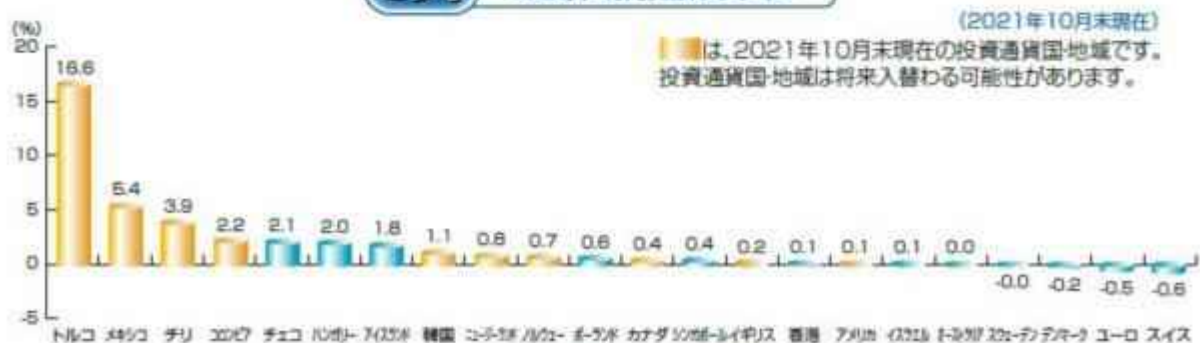 (2021年10月末現在)
(%)
は、2021年10月末現在の投資通貨国・地域です。
投資通貨国・地域は将来入替わる可能性があります。
20
15
10
5
0
-5
16.6 5.4 3.9 2.2 2.1 2.0 1.8 1.1 0.8 0.7 0.6 0.4 0.4 0.2 0.1 0.1 0.1 0.0 -0.0 -0.2 -0.5 -0.6
トルコ メキシコ チリ コロンビア チェコ ハンガリー アイスランド 韓国 ニュージーランド ノルウェー ポーランド カナダ シンガポール イギリス 香港 アメリカ イスラエル オーストラリア スウェーデン デンマーク ユーロ スイス